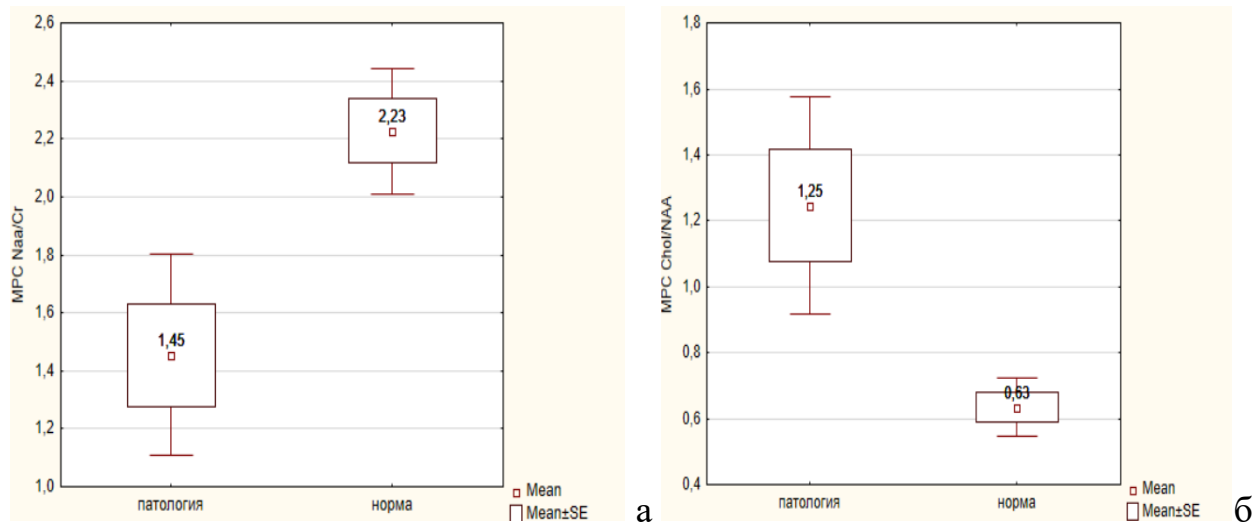 MPC Naa/Cr
2,6
2,4
2,2
2,0
1,8
1,6
1,4
1,2
1,0
1,45
2,23
патология
норма
Mean
Mean±SE
а
MPC Chol/NAA
1,8
1,6
1,4
1,2
1,0
0,8
0,6
0,4
1,25
0,63
патология
норма
Mean
Mean±SE
б